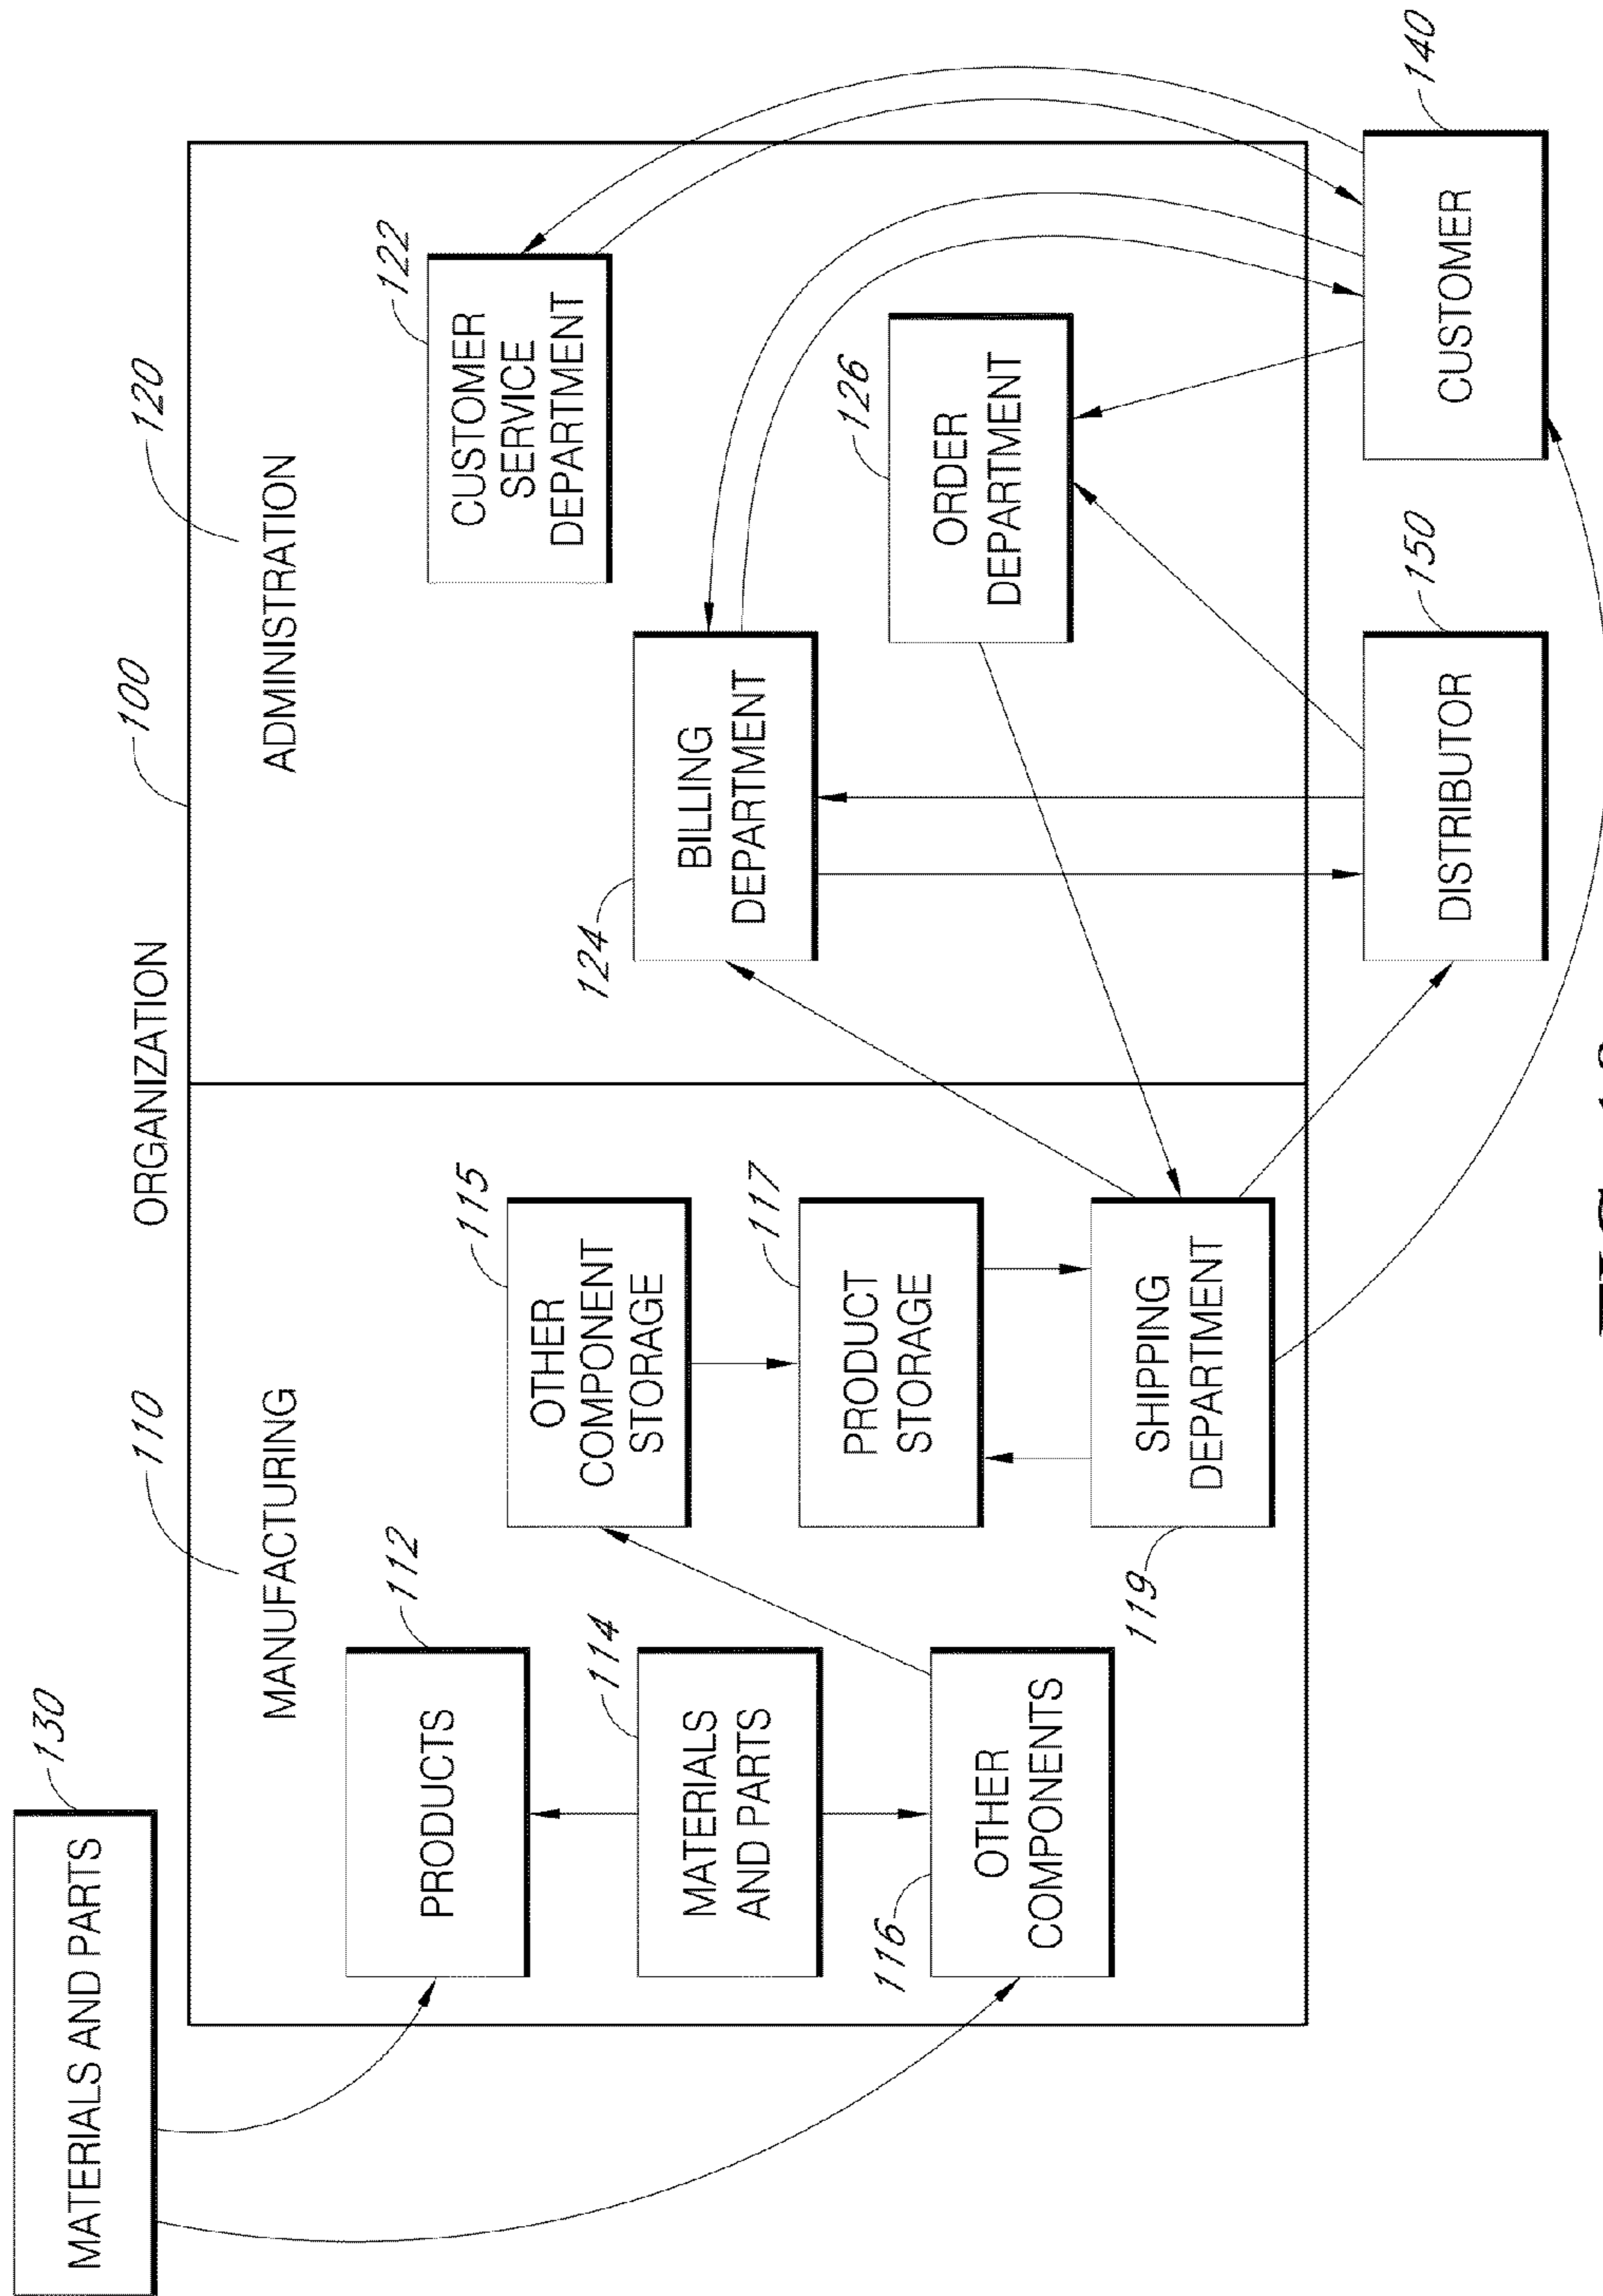 130
MATERIALS AND PARTS
ORGANIZATION
100
110
MANUFACTURING
120
ADMINISTRATION
112
PRODUCTS
114
MATERIALS
AND PARTS
116
OTHER
COMPONENTS
115
OTHER
COMPONENT
STORAGE
117
PRODUCT
STORAGE
119
SHIPPING
DEPARTMENT
122
CUSTOMER
SERVICE
DEPARTMENT
124
BILLING
DEPARTMENT
126
ORDER
DEPARTMENT
150
DISTRIBUTOR
140
CUSTOMER